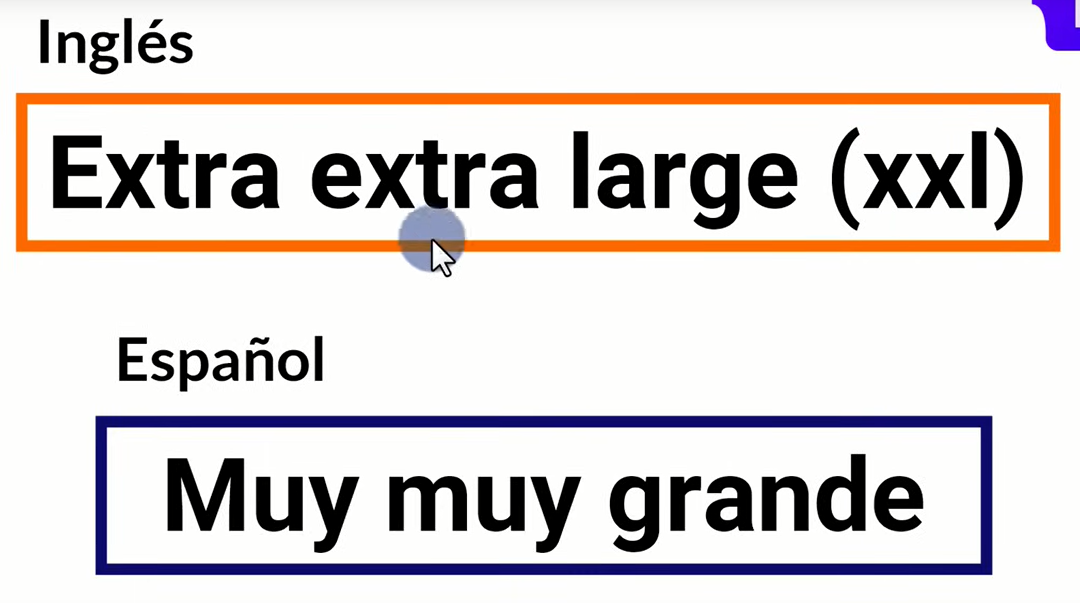 Inglés
Extra extra large (xxl)
Español
Muy muy grande